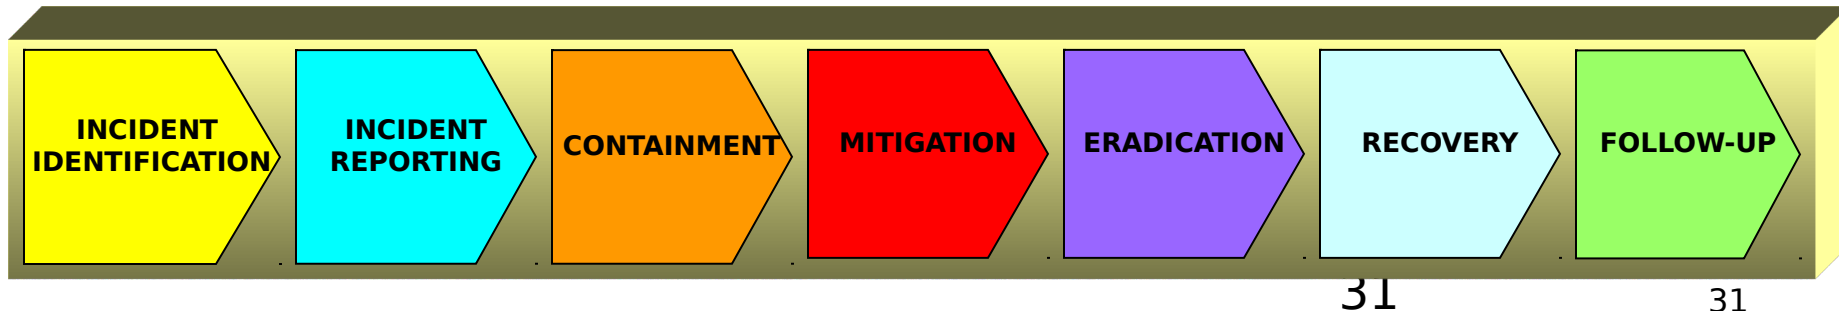 INCIDENT
IDENTIFICATION
INCIDENT
REPORTING
CONTAINMENT
MITIGATION
ERADICATION
RECOVERY
FOLLOW-UP
31
31